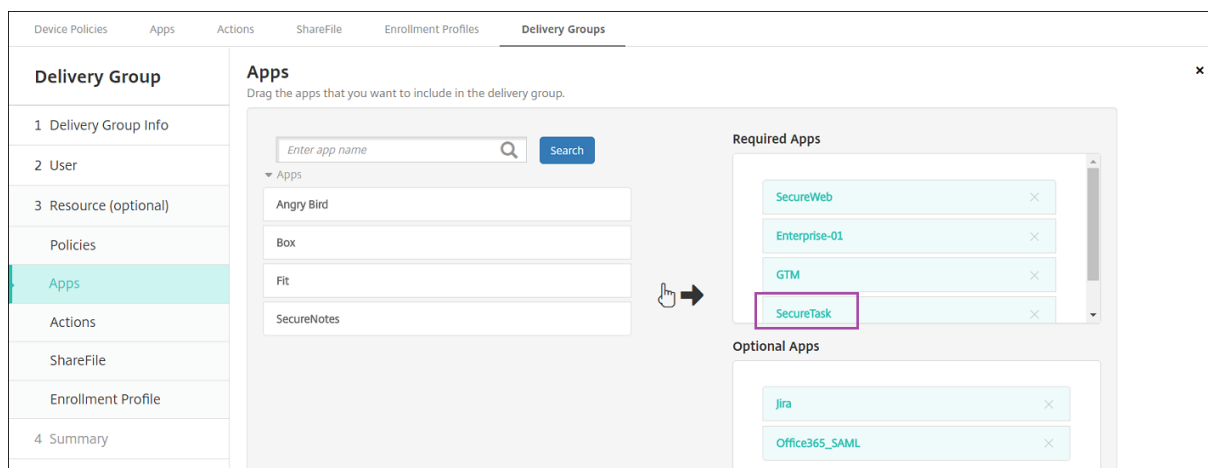 Device Policies Apps Actions ShareFile Enrollment Profiles Delivery Groups
Delivery Group
1 Delivery Group Info
2 User
3 Resource (optional)
Policies
Apps
Actions
ShareFile
Enrollment Profile
4 Summary
Apps
Drag the apps that you want to include in the delivery group.
Enter app name
Search
Apps
Angry Bird
Box
Fit
SecureNotes
Required Apps
SecureWeb
Enterprise-01
GTM
SecureTask
Optional Apps
Jira
Office365_SAML